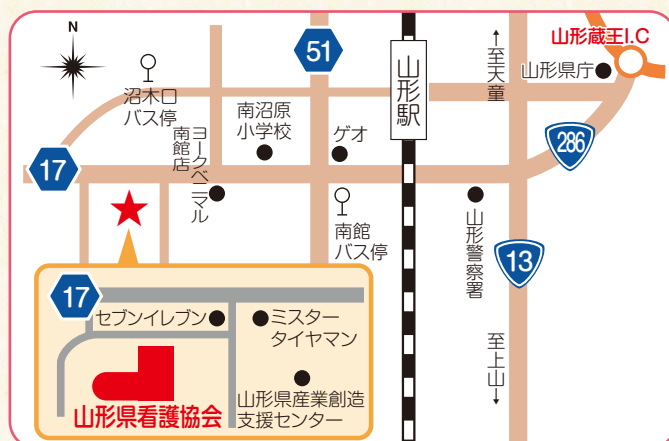 N
51
山形駅
←至天童
山形蔵王I.C
山形県庁
沼木口
バス停
南沼原
小学校
ゲオ
286
17
ヨークベニマル
南館店
南館
バス停
山形警察署
13
至上山→
17
セブンイレブン
ミスター
タイヤマン
山形県看護協会
山形県産業創造
支援センター